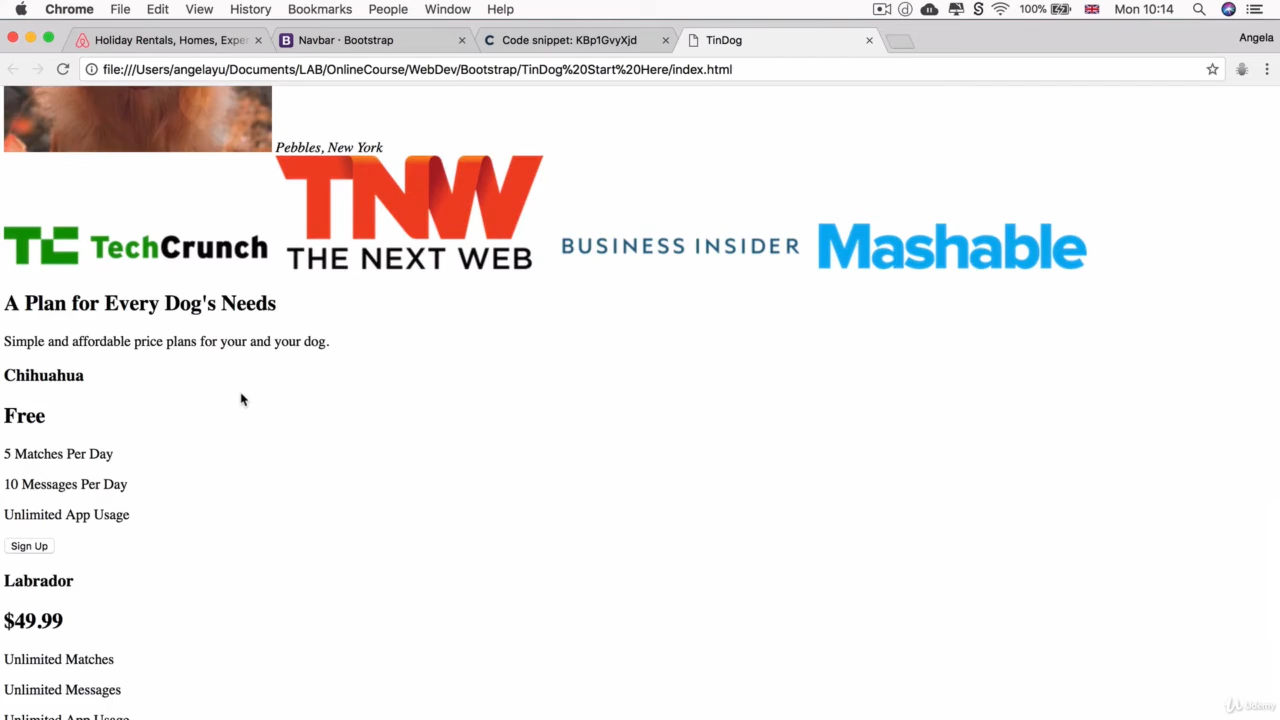 Chrome File Edit View History Bookmarks People Window Help 100% Mon 10:14
Holiday Rentals, Homes, Exper
Navbar · Bootstrap
Code snippet: KBp1GvyXjd
TinDog
Angela
file:///Users/angelayu/Documents/LAB/OnlineCourse/WebDev/Bootstrap/TinDog%20Start%20Here/index.html
Pebbles, New York
TNW
THE NEXT WEB
TC TechCrunch
BUSINESS INSIDER
Mashable
A Plan for Every Dog's Needs
Simple and affordable price plans for your and your dog.
Chihuahua
Free
5 Matches Per Day
10 Messages Per Day
Unlimited App Usage
Sign Up
Labrador
$49.99
Unlimited Matches
Unlimited Messages
Unlimited App Usage
Udemy